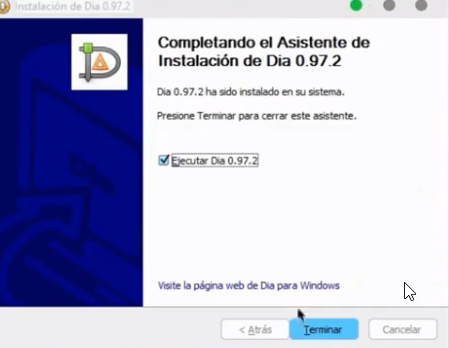 Instalación de Dia 0.97.2
Completando el Asistente de
Instalación de Dia 0.97.2
Dia 0.97.2 ha sido instalado en su sistema.
Presione Terminar para cerrar este asistente.
Ejecutar Dia 0.97.2
Visite la página web de Dia para Windows
< Atrás Terminar Cancelar